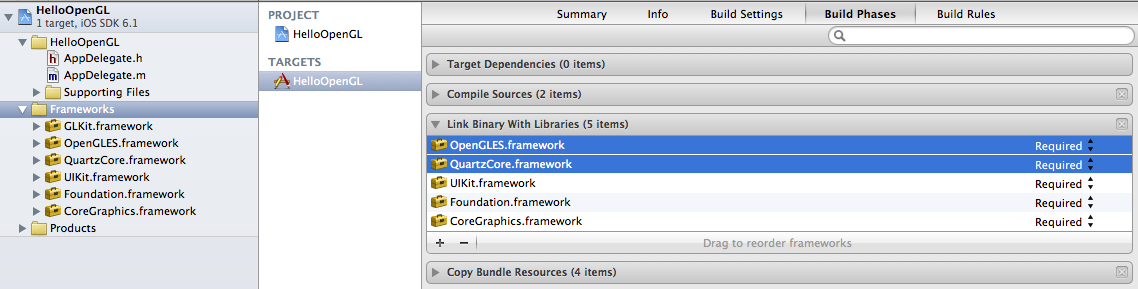 HelloOpenGL
1 target, iOS SDK 6.1
HelloOpenGL
AppDelegate.h
AppDelegate.m
Supporting Files
Frameworks
GLKit.framework
OpenGLES.framework
QuartzCore.framework
UIKit.framework
Foundation.framework
CoreGraphics.framework
Products
PROJECT
HelloOpenGL
TARGETS
HelloOpenGL
Summary Info Build Settings Build Phases Build Rules
Target Dependencies (0 items)
Compile Sources (2 items)
Link Binary With Libraries (5 items)
OpenGLES.framework Required
QuartzCore.framework Required
UIKit.framework Required
Foundation.framework Required
CoreGraphics.framework Required
+ − Drag to reorder frameworks
Copy Bundle Resources (4 items)